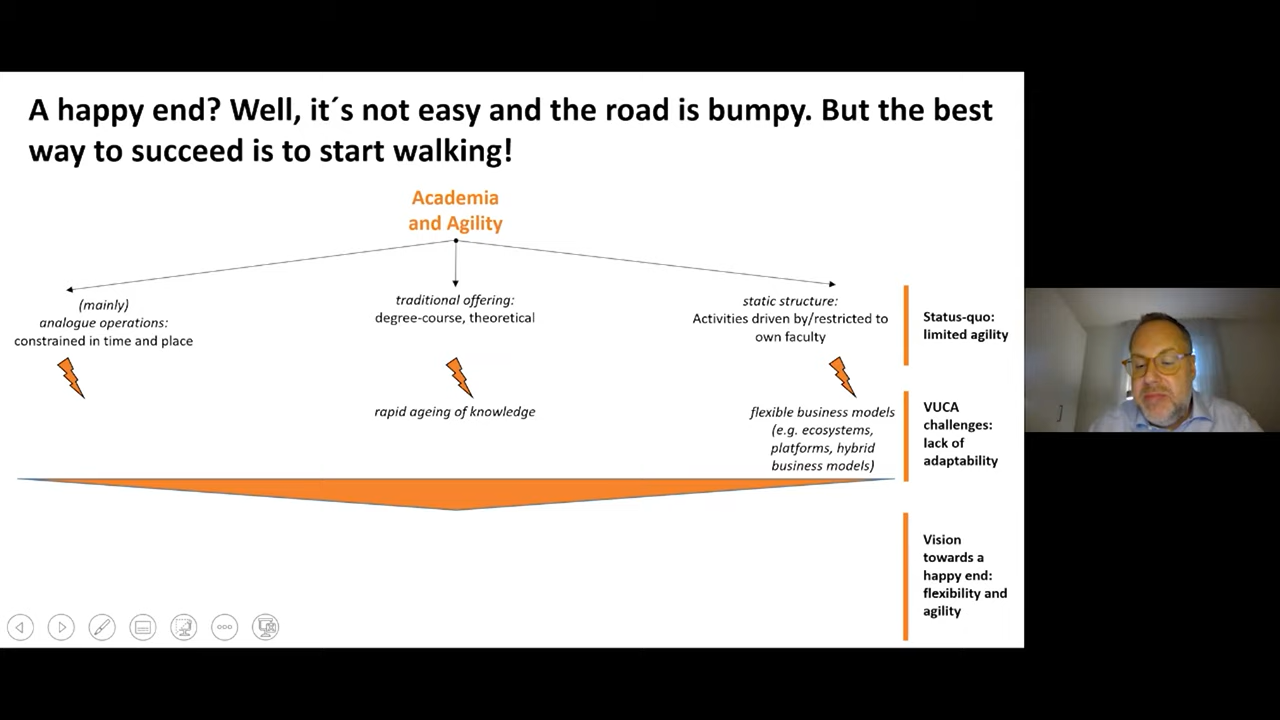 A happy end? Well, it´s not easy and the road is bumpy. But the best
way to succeed is to start walking!
Academia
and Agility
(mainly)
analogue operations:
constrained in time and place
traditional offering:
degree-course, theoretical
static structure:
Activities driven by/restricted to
own faculty
Status-quo:
limited agility
rapid ageing of knowledge
flexible business models
(e.g. ecosystems,
platforms, hybrid
business models)
VUCA
challenges:
lack of
adaptability
Vision
towards a
happy end:
flexibility and
agility